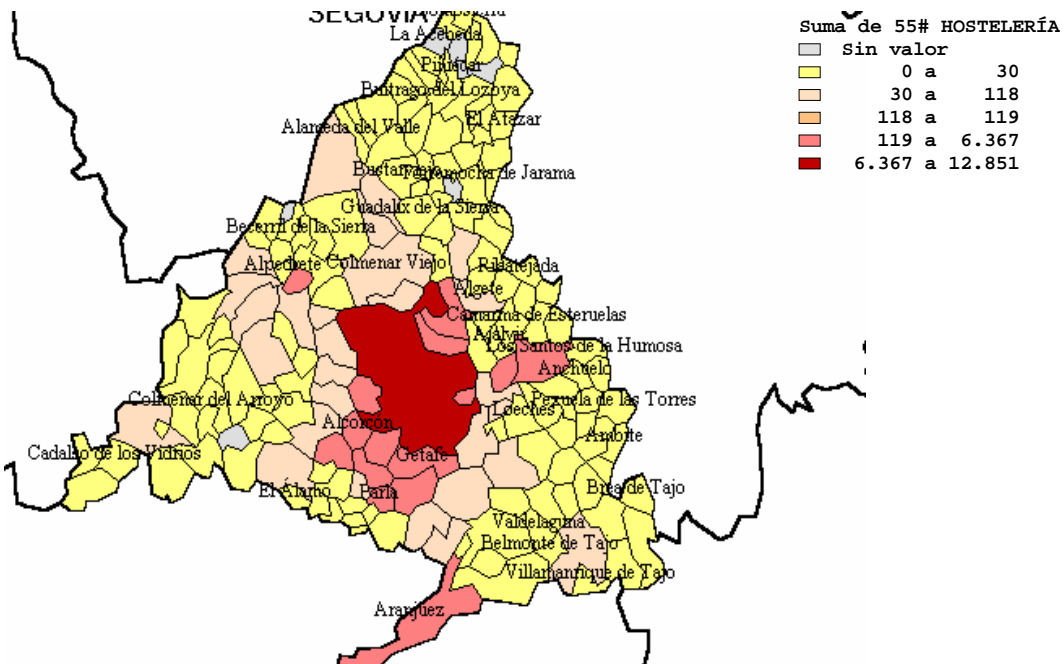 SEGOVIA
La Acebeda
Piñuécar
Buitrago del Lozoya
El Atazar
Alameda del Valle
Bustarviejo
Torremocha de Jarama
Guadalix de la Sierra
Becerril de la Sierra
Alpedrete
Colmenar Viejo
Ribatejada
Algete
Camarma de Esteruelas
Ajalvir
Los Santos de la Humosa
Anchuelo
Colmenar del Arroyo
Pezuela de las Torres
Loeches
Alcorcón
Ambite
Cadalso de los Vidrios
Getafe
El Álamo
Parla
Brea de Tajo
Valdelaguna
Belmonte de Tajo
Villamanrique de Tajo
Aranjuez
Suma de 55# HOSTELERÍA
Sin valor
0 a 30
30 a 118
118 a 119
119 a 6.367
6.367 a 12.851